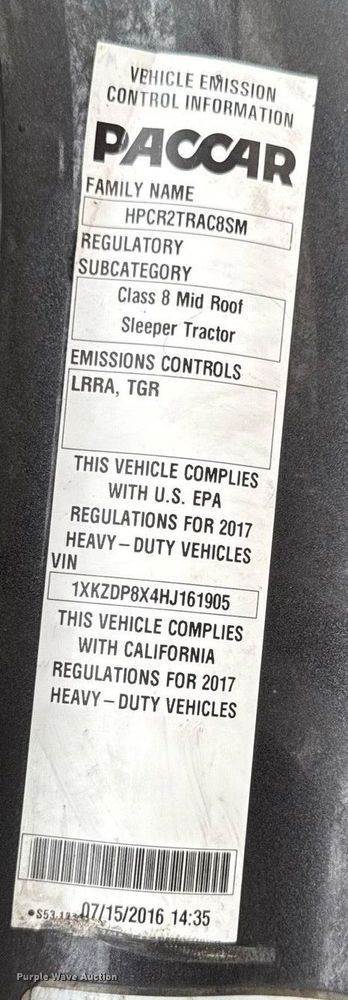 VEHICLE EMISSION
CONTROL INFORMATION
PACCAR
FAMILY NAME
HPCR2TRAC8SM
REGULATORY
SUBCATEGORY
Class 8 Mid Roof
Sleeper Tractor
EMISSIONS CONTROLS
LRRA, TGR
THIS VEHICLE COMPLIES
WITH U.S. EPA
REGULATIONS FOR 2017
HEAVY–DUTY VEHICLES
VIN
1XKZDP8X4HJ161905
THIS VEHICLE COMPLIES
WITH CALIFORNIA
REGULATIONS FOR 2017
HEAVY–DUTY VEHICLES
07/15/2016 14:35
Purple Wave Auction